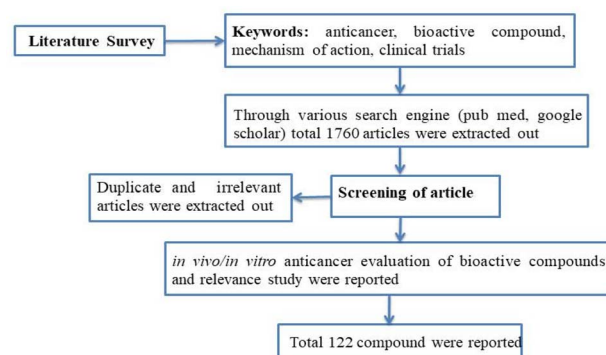 Literature Survey
Keywords: anticancer, bioactive compound,
mechanism of action, clinical trials
Through various search engine (pub med, google
scholar) total 1760 articles were extracted out
Duplicate and irrelevant
articles were extracted out
Screening of article
in vivo/in vitro anticancer evaluation of bioactive compounds
and relevance study were reported
Total 122 compound were reported